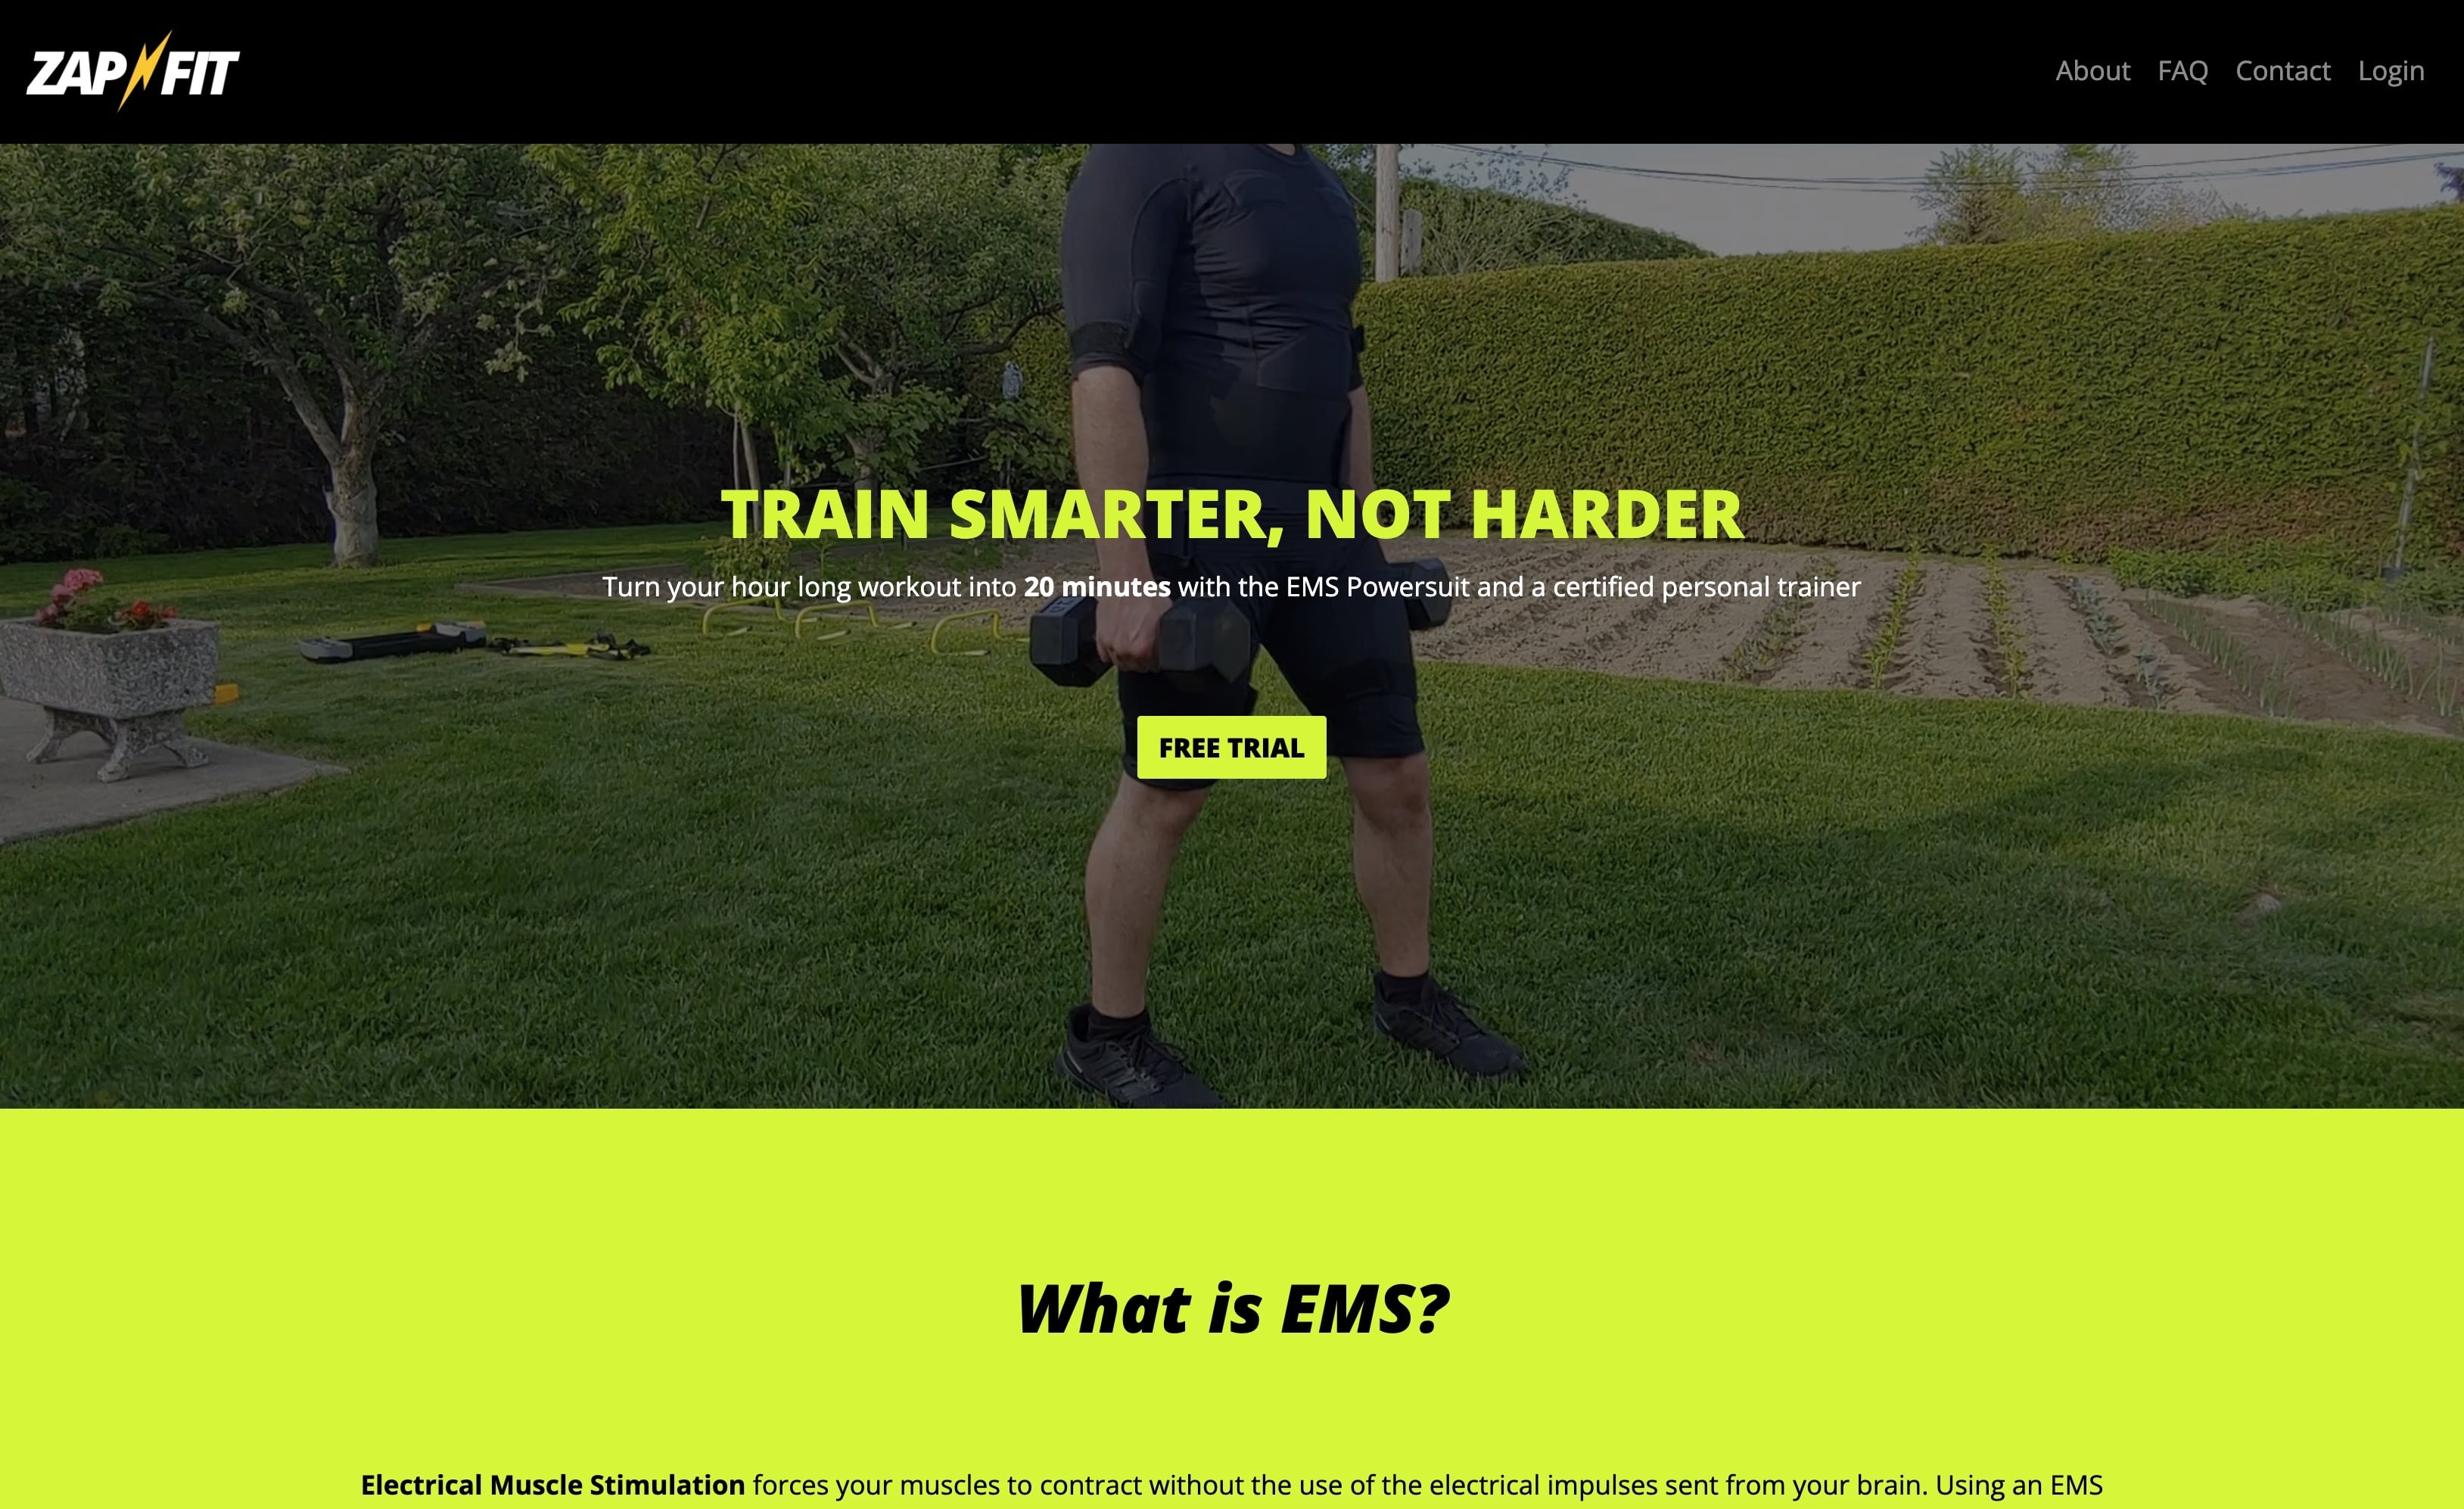 ZAP FIT
About FAQ Contact Login
TRAIN SMARTER, NOT HARDER
Turn your hour long workout into 20 minutes with the EMS Powersuit and a certified personal trainer
FREE TRIAL
What is EMS?
Electrical Muscle Stimulation forces your muscles to contract without the use of the electrical impulses sent from your brain. Using an EMS